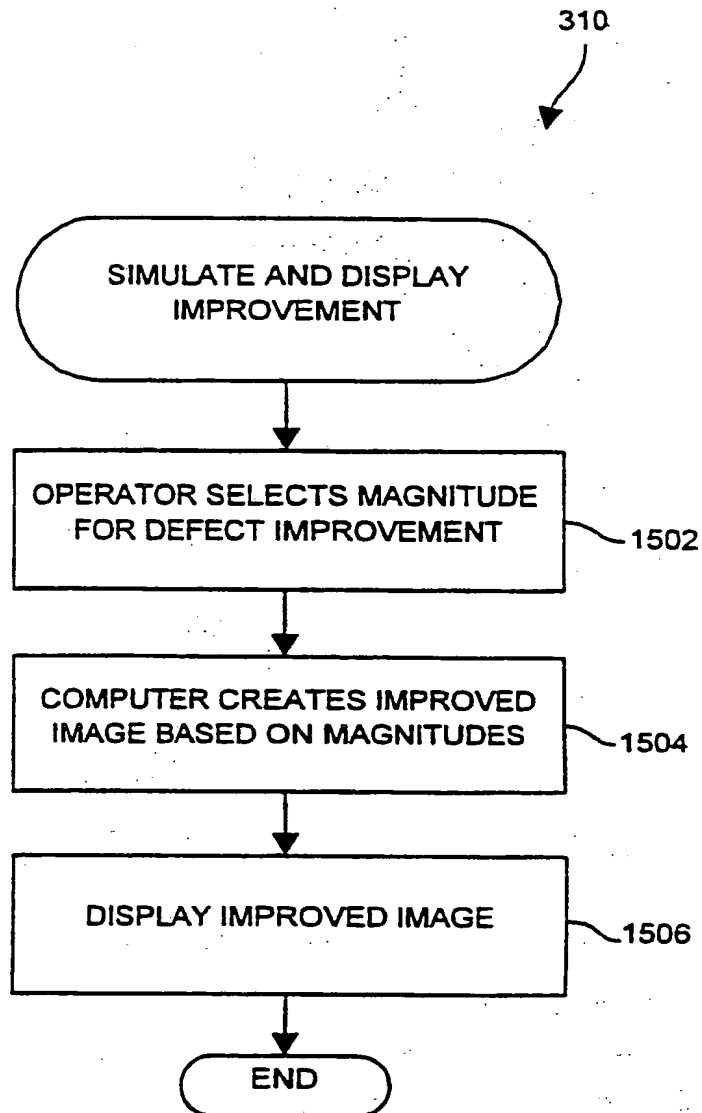 310
SIMULATE AND DISPLAY
IMPROVEMENT
OPERATOR SELECTS MAGNITUDE
FOR DEFECT IMPROVEMENT
1502
COMPUTER CREATES IMPROVED
IMAGE BASED ON MAGNITUDES
1504
DISPLAY IMPROVED IMAGE
1506
END